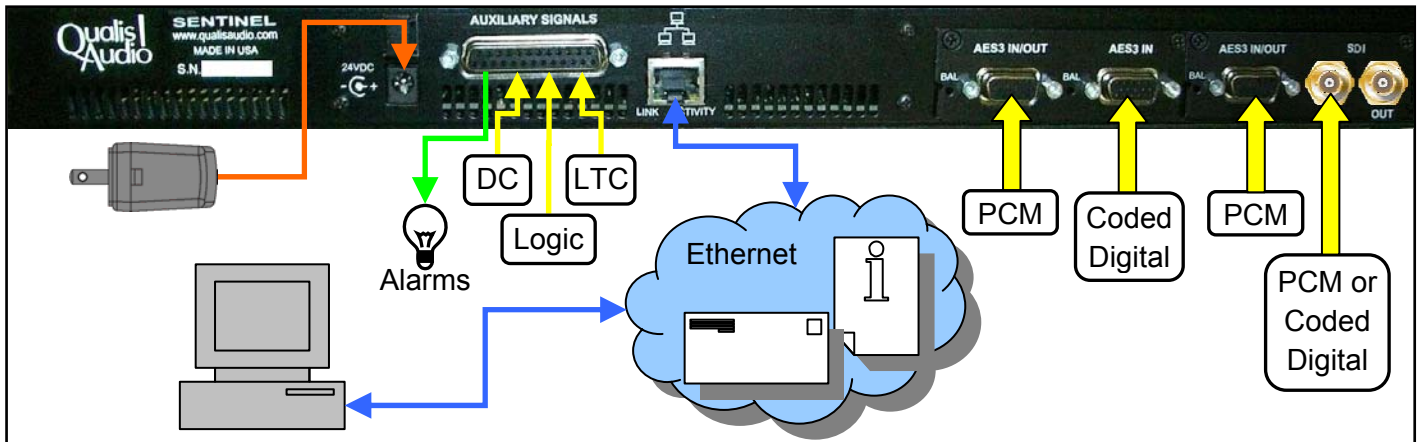 Qualis
Audio
SENTINEL
www.qualisaudio.com
MADE IN USA
S.N.
24VDC
- +
AUXILIARY SIGNALS
LINK
AES3 IN/OUT
BAL
AES3 IN
BAL
AES3 IN/OUT
BAL
SDI
OUT
DC
LTC
Logic
Alarms
Ethernet
i
PCM
Coded
Digital
PCM
PCM or
Coded
Digital